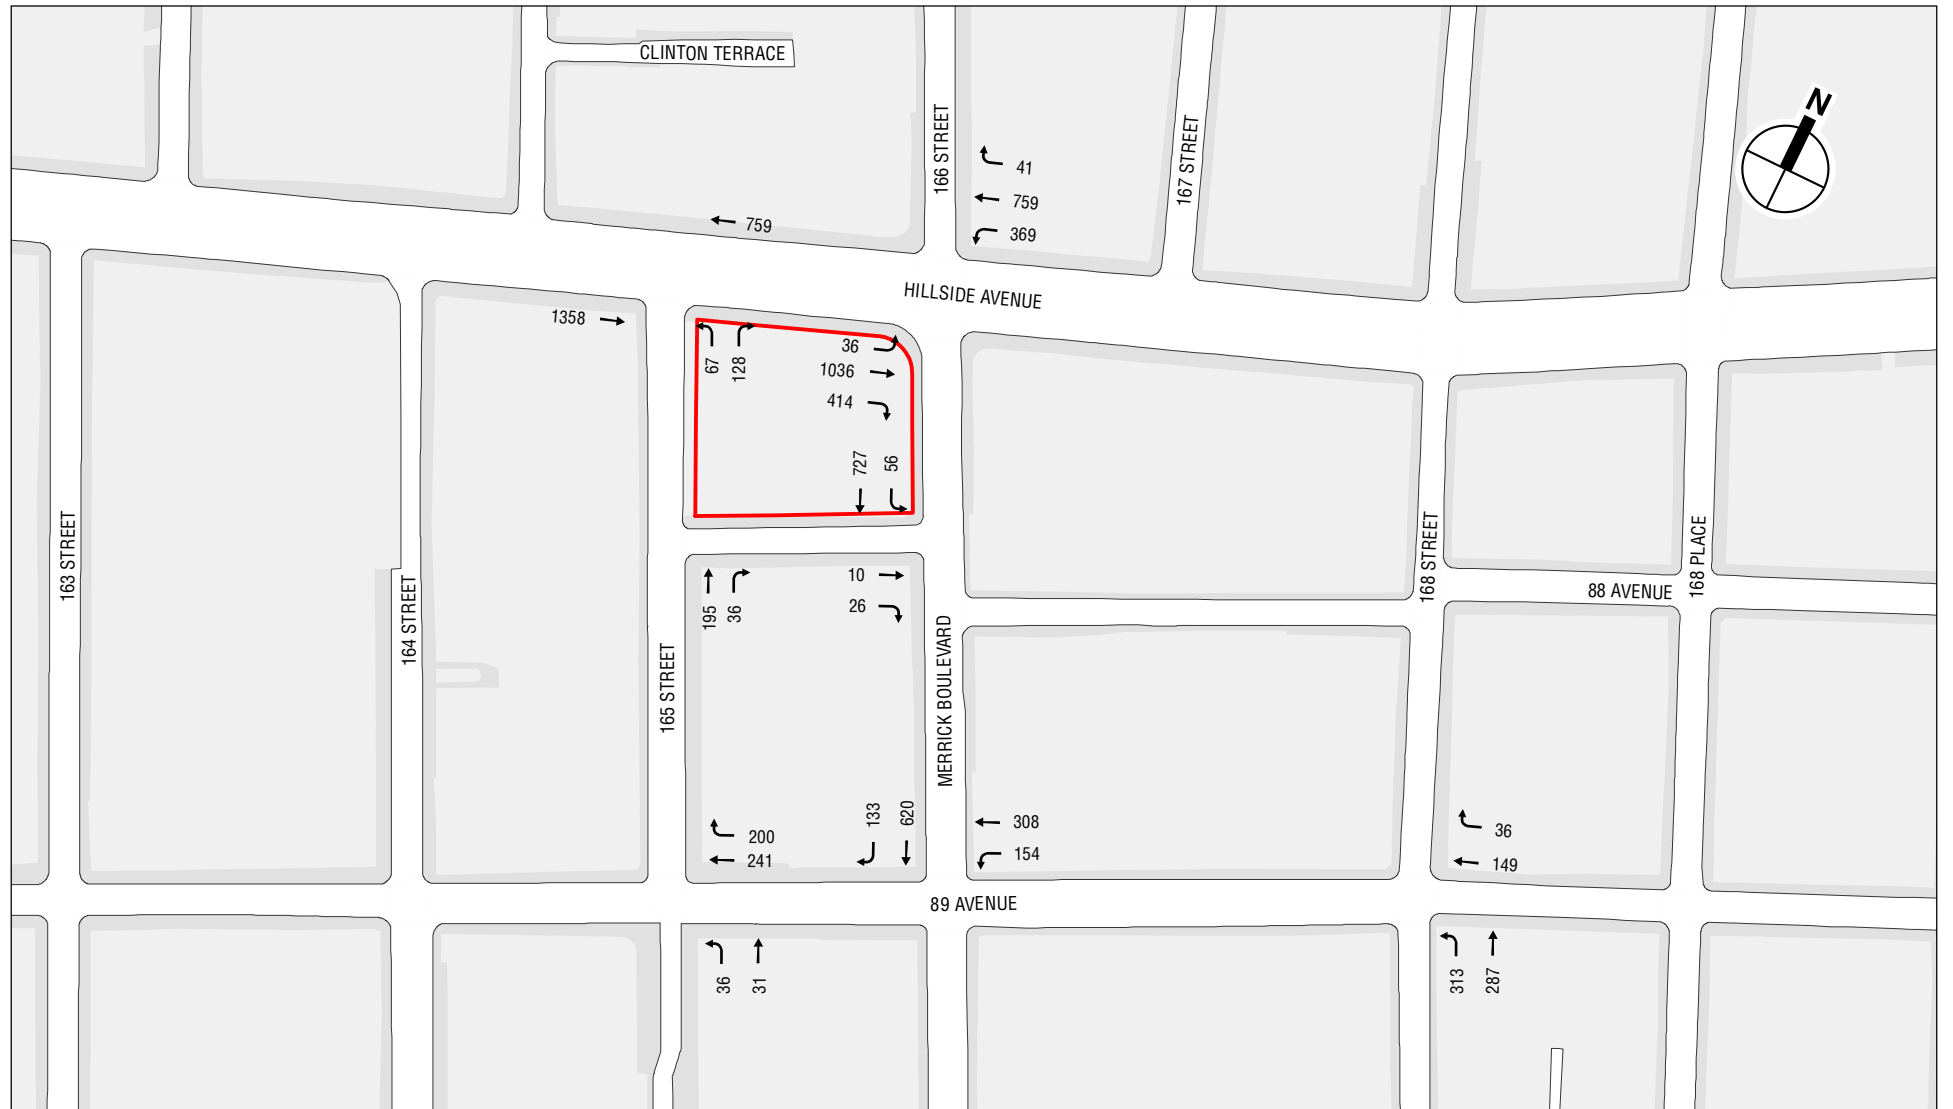 CLINTON TERRACE
N
166 STREET
167 STREET
41
759
369
759
HILLSIDE AVENUE
1358
67
128
36
1036
414
727
56
163 STREET
164 STREET
165 STREET
168 STREET
168 PLACE
88 AVENUE
195
36
10
26
MERRICK BOULEVARD
200
241
133
620
308
154
36
149
89 AVENUE
36
31
313
287